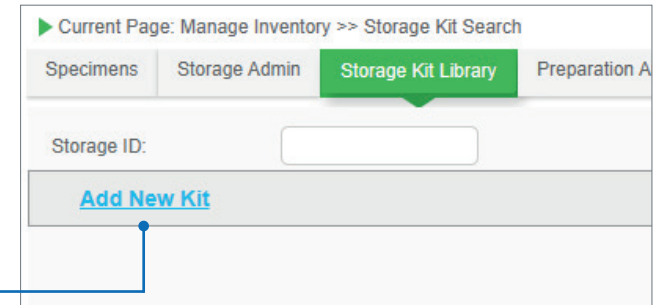 Current Page: Manage Inventory >> Storage Kit Search
Specimens Storage Admin Storage Kit Library Preparation A
Storage ID:
Add New Kit